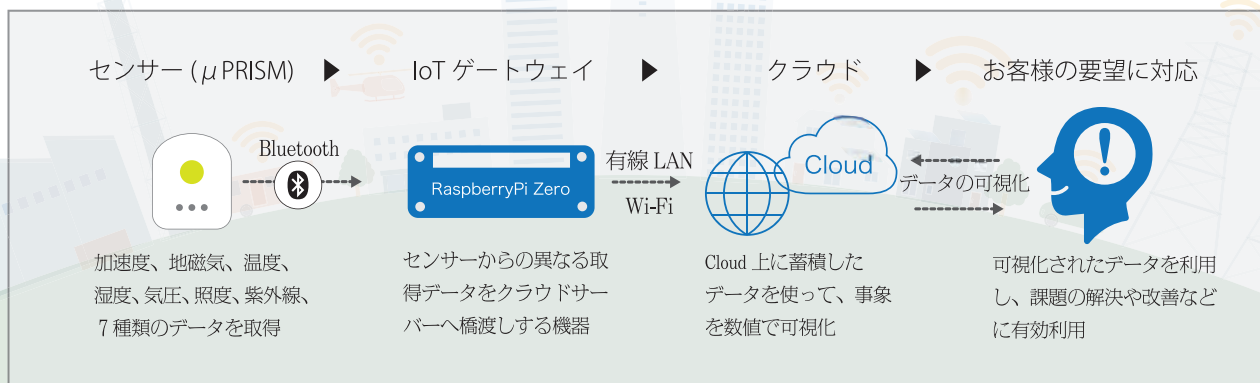 センサー (μPRISM) ▶ IoT ゲートウェイ ▶ クラウド ▶ お客様の要望に対応
Bluetooth
RaspberryPi Zero
有線 LAN
Wi-Fi
Cloud
データの可視化
加速度、地磁気、温度、
湿度、気圧、照度、紫外線、
7 種類のデータを取得
センサーからの異なる取
得データをクラウドサー
バーへ橋渡しする機器
Cloud 上に蓄積した
データを使って、事象
を数値で可視化
可視化されたデータを利用
し、課題の解決や改善など
に有効利用